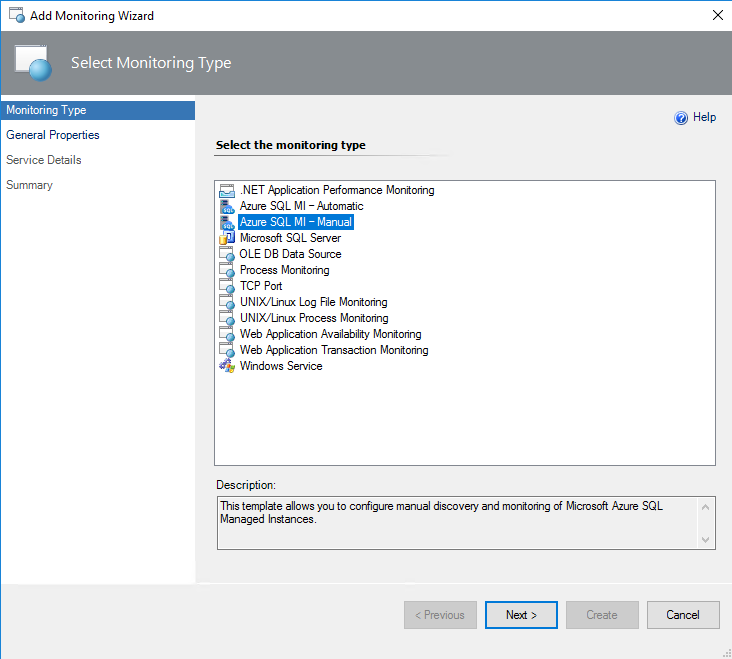 Add Monitoring Wizard
Select Monitoring Type
Monitoring Type
General Properties
Service Details
Summary
Help
Select the monitoring type
.NET Application Performance Monitoring
Azure SQL MI – Automatic
Azure SQL MI – Manual
Microsoft SQL Server
OLE DB Data Source
Process Monitoring
TCP Port
UNIX/Linux Log File Monitoring
UNIX/Linux Process Monitoring
Web Application Availability Monitoring
Web Application Transaction Monitoring
Windows Service
Description:
This template allows you to configure manual discovery and monitoring of Microsoft Azure SQL
Managed Instances.
< Previous
Next >
Create
Cancel